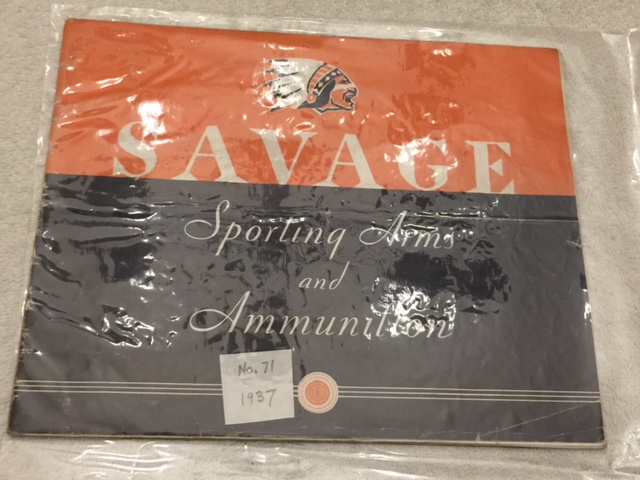 SAVAGE
Sporting Arms
and
Ammunition
No. 71
1937